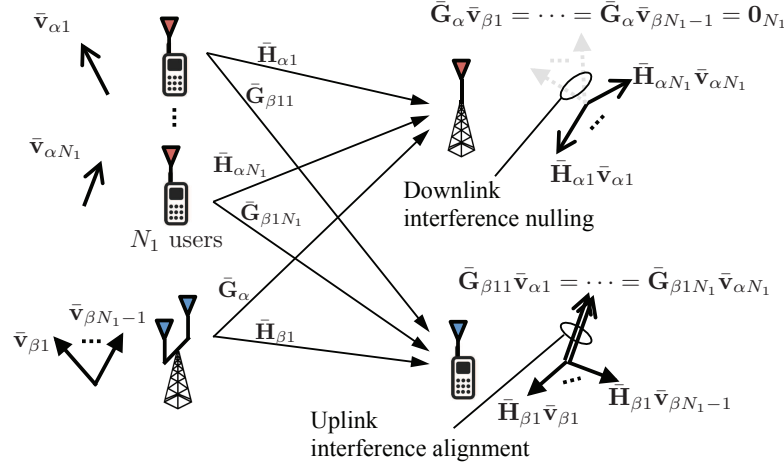 Ḡ_α v̄_β1 = ⋯ = Ḡ_α v̄_βN₁−1 = 𝟎_N₁
v̄_α1
H̄_α1
Ḡ_β11
H̄_αN₁ v̄_αN₁
...
v̄_αN₁
H̄_αN₁
H̄_α1 v̄_α1
Ḡ_β1N₁
Downlink
interference nulling
N₁ users
Ḡ_α
Ḡ_β11 v̄_α1 = ⋯ = Ḡ_β1N₁ v̄_αN₁
v̄_βN₁−1
v̄_β1
...
H̄_β1
H̄_β1 v̄_β1
...
H̄_β1 v̄_βN₁−1
Uplink
interference alignment